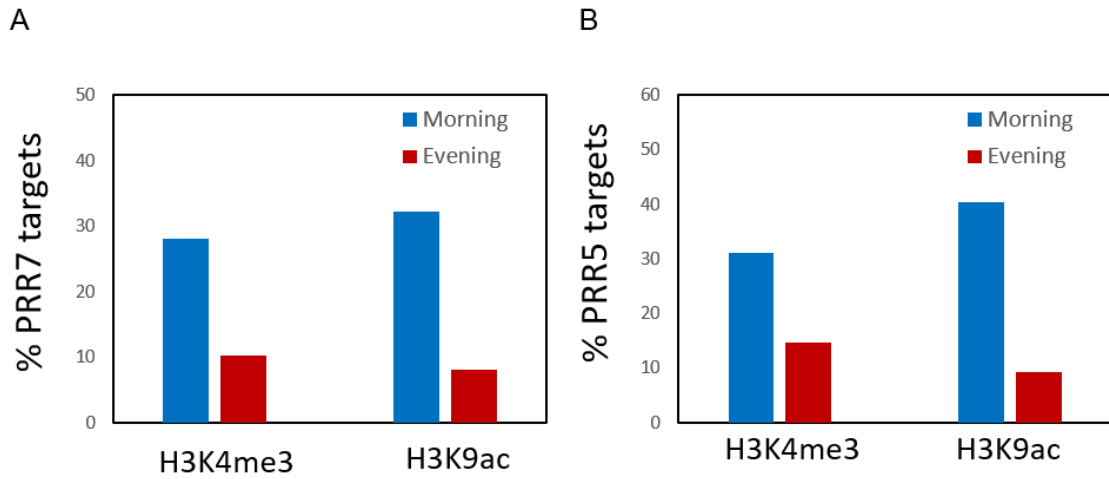 A
% PRR7 targets
50
40
30
20
10
0
Morning
Evening
H3K4me3
H3K9ac
B
% PRR5 targets
60
50
40
30
20
10
0
Morning
Evening
H3K4me3
H3K9ac